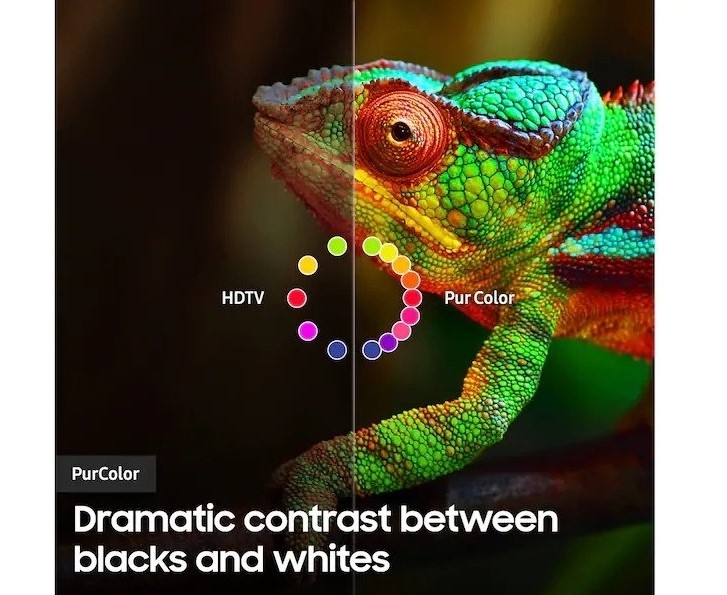 HDTV
Pur Color
PurColor
Dramatic contrast between
blacks and whites